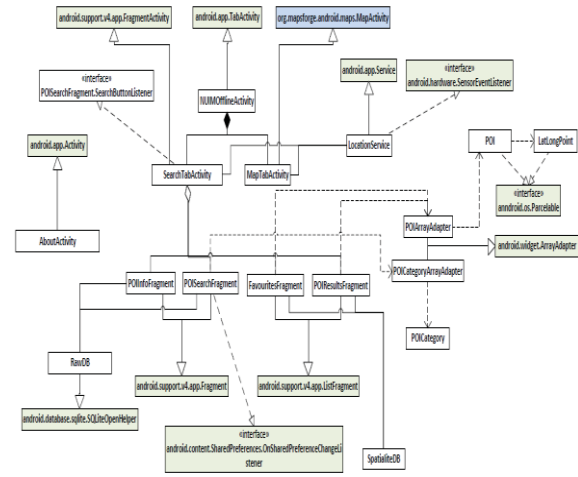 android.support.v4.app.FragmentActivity
android.app.TabActivity
org.mapsforge.android.maps.MapActivity
«interface»
POISearchFragment.SearchButtonListener
NUIMOfflineActivity
android.app.Service
«interface»
android.hardware.SensorEventListener
android.app.Activity
SearchTabActivity
MapTabActivity
LocationService
POI
LatLongPoint
«interface»
anndroid.os.Parcelable
AboutActivity
POIArrayAdapter
android.widget.ArrayAdapter
POIInfoFragment
POISearchFragment
FavouritesFragment
POIResultsFragment
POICategoryArrayAdapter
POICategory
RawDB
android.support.v4.app.Fragment
android.support.v4.app.ListFragment
android.database.sqlite.SQLiteOpenHelper
«interface»
android.content.SharedPreferences.OnSharedPreferenceChangeLi
stener
SpatialiteDB